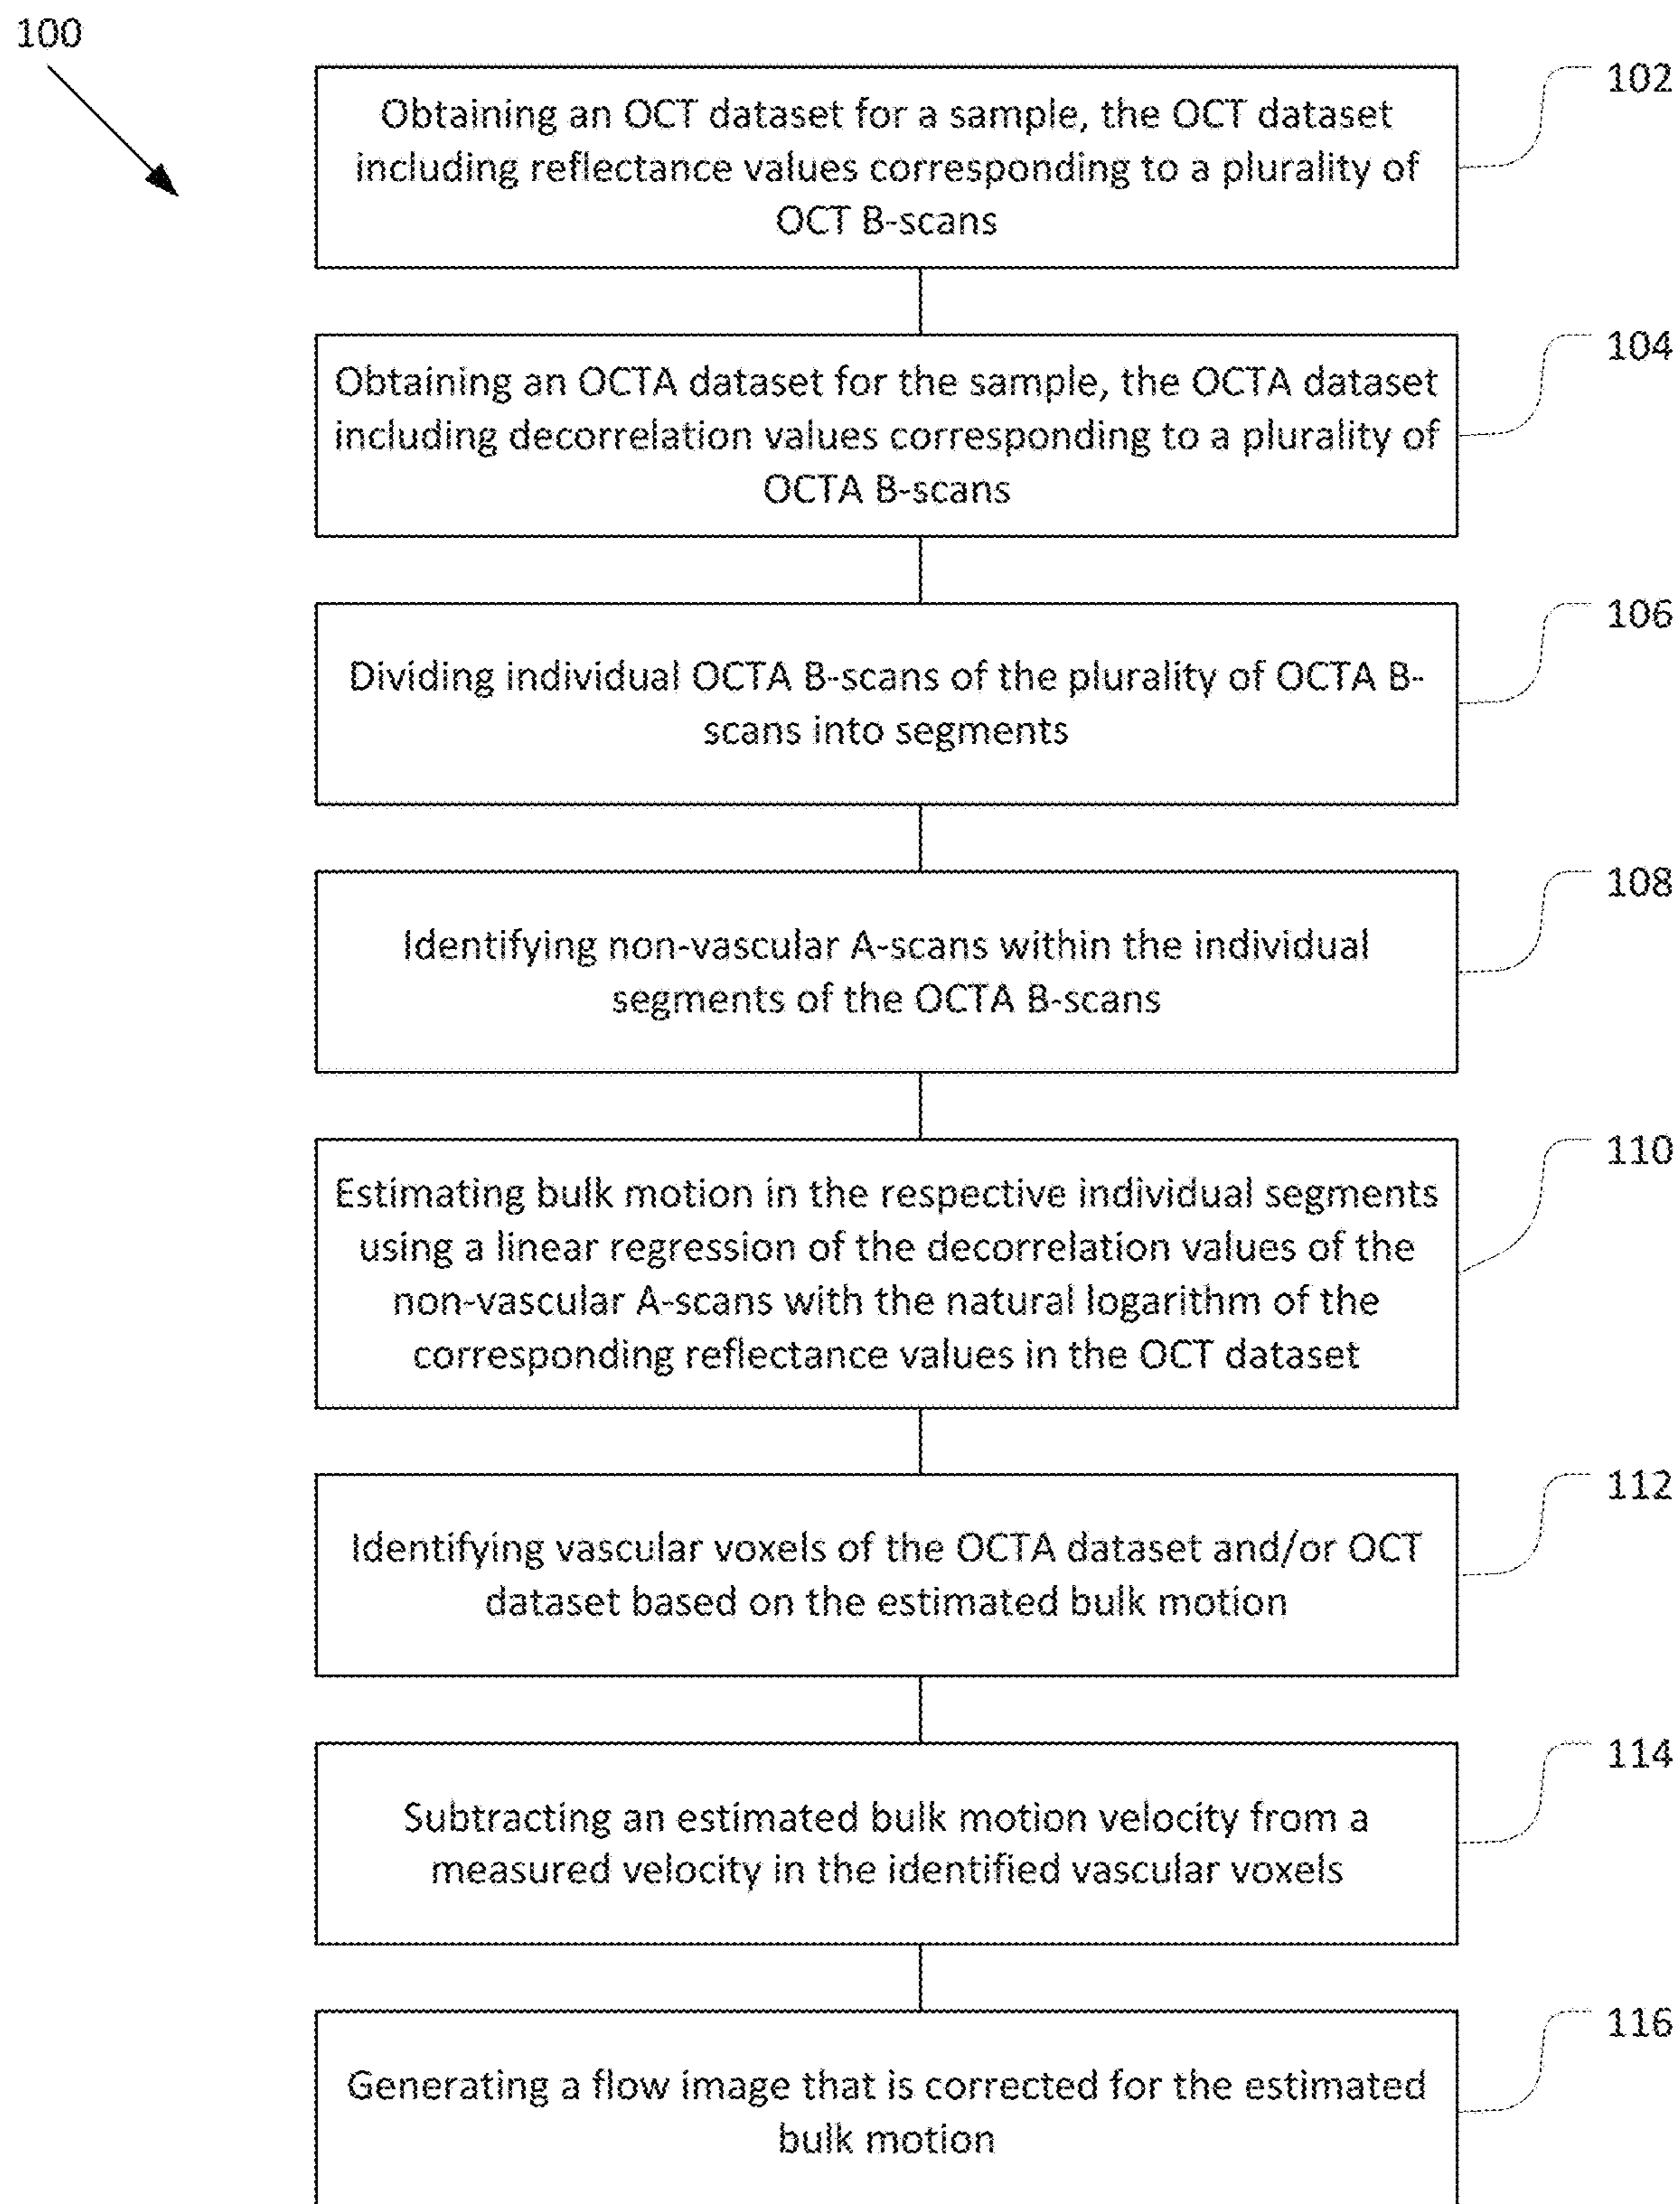 100
102
Obtaining an OCT dataset for a sample, the OCT dataset
including reflectance values corresponding to a plurality of
OCT B-scans
104
Obtaining an OCTA dataset for the sample, the OCTA dataset
including decorrelation values corresponding to a plurality of
OCTA B-scans
106
Dividing individual OCTA B-scans of the plurality of OCTA B-
scans into segments
108
Identifying non-vascular A-scans within the individual
segments of the OCTA B-scans
110
Estimating bulk motion in the respective individual segments
using a linear regression of the decorrelation values of the
non-vascular A-scans with the natural logarithm of the
corresponding reflectance values in the OCT dataset
112
Identifying vascular voxels of the OCTA dataset and/or OCT
dataset based on the estimated bulk motion
114
Subtracting an estimated bulk motion velocity from a
measured velocity in the identified vascular voxels
116
Generating a flow image that is corrected for the estimated
bulk motion